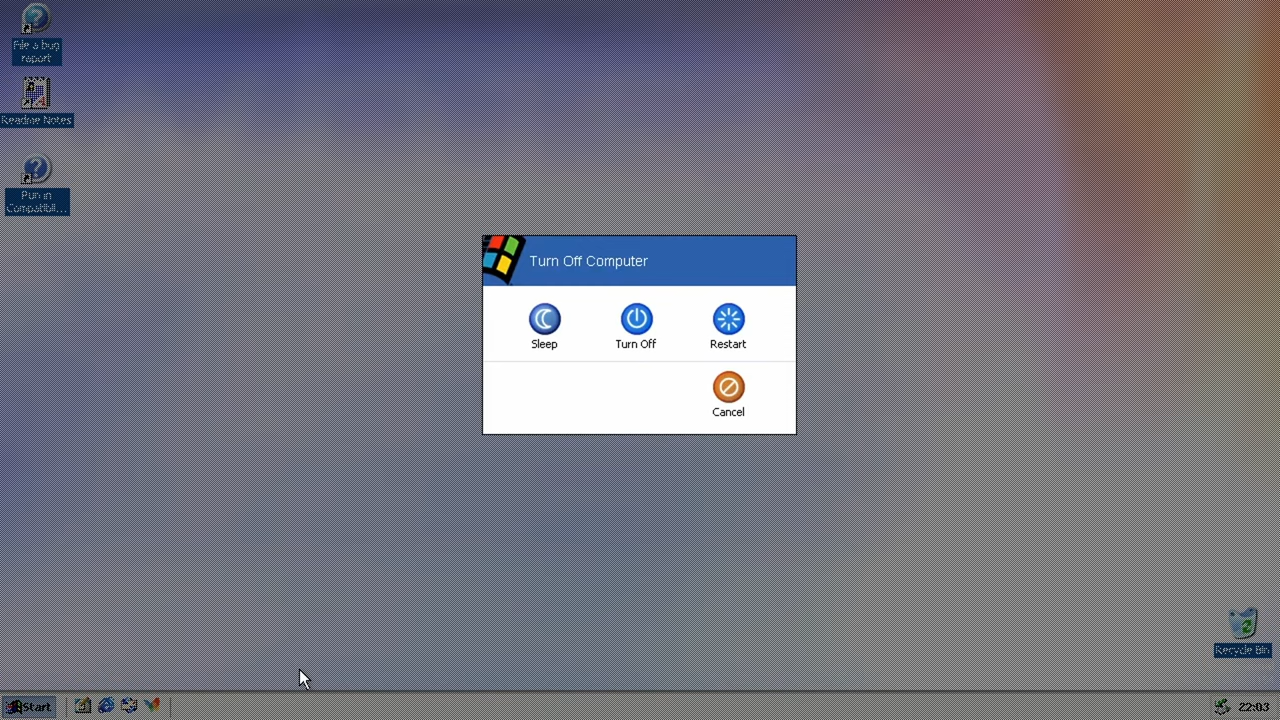 File a bug
report
Readme Notes
Run in
Compatibil...
Turn Off Computer
Sleep
Turn Off
Restart
Cancel
Recycle Bin
Start
22:03